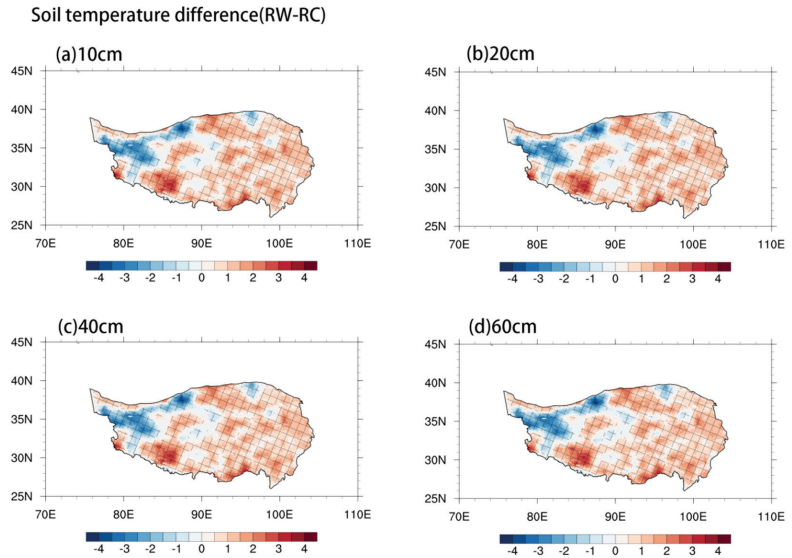 Soil temperature difference(RW-RC)
(a)10cm
45N
40N
35N
30N
25N
70E 80E 90E 100E 110E
-4 -3 -2 -1 0 1 2 3 4
(b)20cm
45N
40N
35N
30N
25N
70E 80E 90E 100E 110E
-4 -3 -2 -1 0 1 2 3 4
(c)40cm
45N
40N
35N
30N
25N
70E 80E 90E 100E 110E
-4 -3 -2 -1 0 1 2 3 4
(d)60cm
45N
40N
35N
30N
25N
70E 80E 90E 100E 110E
-4 -3 -2 -1 0 1 2 3 4